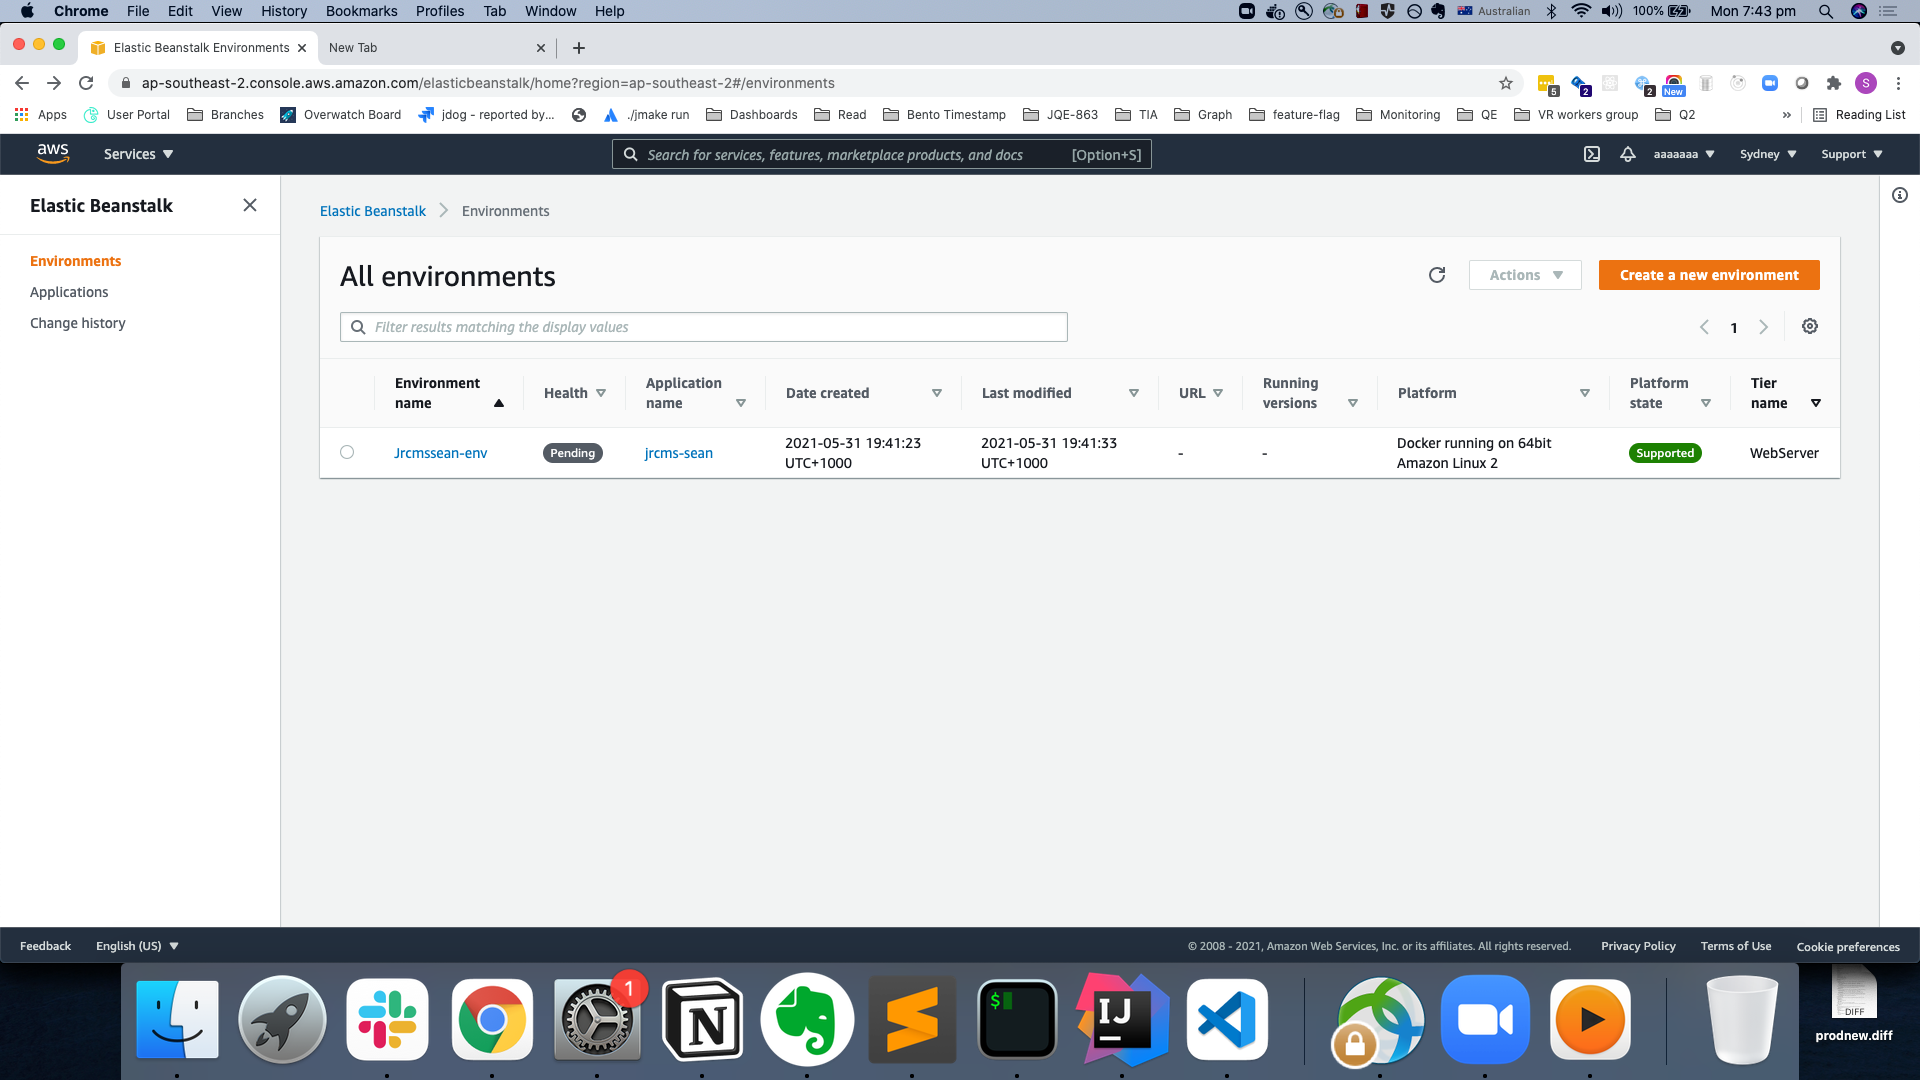 Chrome File Edit View History Bookmarks Profiles Tab Window Help
Australian 100% Mon 7:43 pm
Elastic Beanstalk Environments New Tab
ap-southeast-2.console.aws.amazon.com/elasticbeanstalk/home?region=ap-southeast-2#/environments
5 2 2 New S
Apps User Portal Branches Overwatch Board jdog - reported by... ./jmake run Dashboards Read Bento Timestamp JQE-863 TIA Graph feature-flag Monitoring QE VR workers group Q2 » Reading List
aws Services Search for services, features, marketplace products, and docs [Option+S] aaaaaaa Sydney Support
Elastic Beanstalk
Environments
Applications
Change history
Elastic Beanstalk Environments
All environments
Actions Create a new environment
Filter results matching the display values
1
Environment name Health Application name Date created Last modified URL Running versions Platform Platform state Tier name
Jrcmssean-env Pending jrcms-sean 2021-05-31 19:41:23 UTC+1000 2021-05-31 19:41:33 UTC+1000 - - Docker running on 64bit Amazon Linux 2 Supported WebServer
Feedback English (US) © 2008 - 2021, Amazon Web Services, Inc. or its affiliates. All rights reserved. Privacy Policy Terms of Use Cookie preferences
1
N
$
IJ
DIFF
prodnew.diff